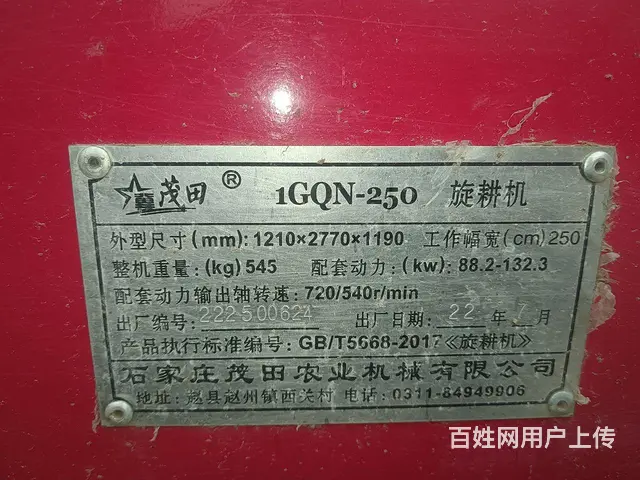 冀 茂田® 1GQN-250 旋耕机
外型尺寸(mm):1210×2770×1190 工作幅宽(cm)250
整机重量:(kg)545 配套动力:(kw):88.2-132.3
配套动力输出轴转速:720/540r/min
出厂编号:222500624 出厂日期:22年7月
产品执行标准编号:GB/T5668-2017《旋耕机》
石家庄茂田农业机械有限公司
地址:赵县赵州镇西关村 电话:0311-84949906
百姓网用户上传